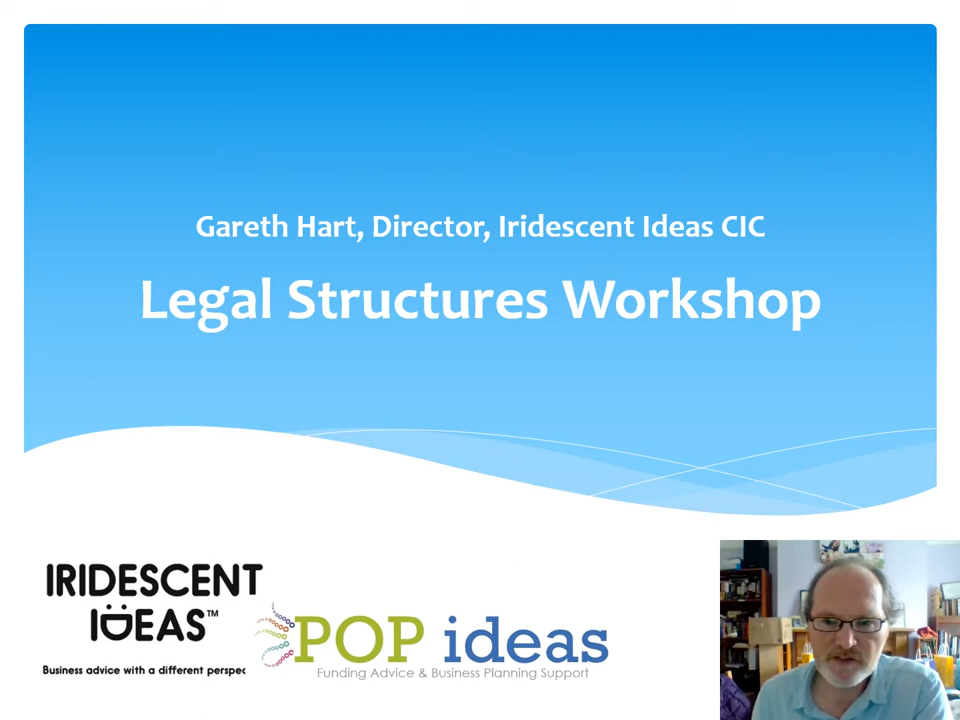 Gareth Hart, Director, Iridescent Ideas CIC
Legal Structures Workshop
IRIDESCENT
IDEAS™
Business advice with a different perspec
POP ideas
Funding Advice & Business Planning Support